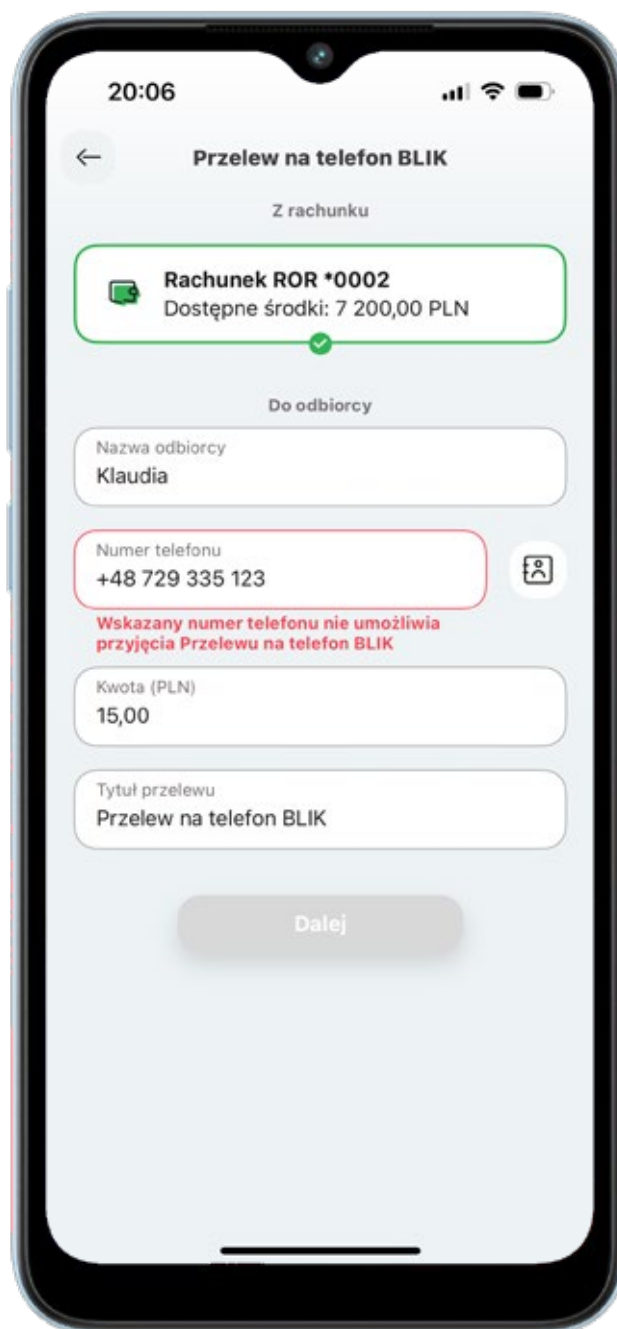 20:06
Przelew na telefon BLIK
Z rachunku
Rachunek ROR *0002
Dostępne środki: 7 200,00 PLN
Do odbiorcy
Nazwa odbiorcy
Klaudia
Numer telefonu
+48 729 335 123
Wskazany numer telefonu nie umożliwia
przyjęcia Przelewu na telefon BLIK
Kwota (PLN)
15,00
Tytuł przelewu
Przelew na telefon BLIK
Dalej